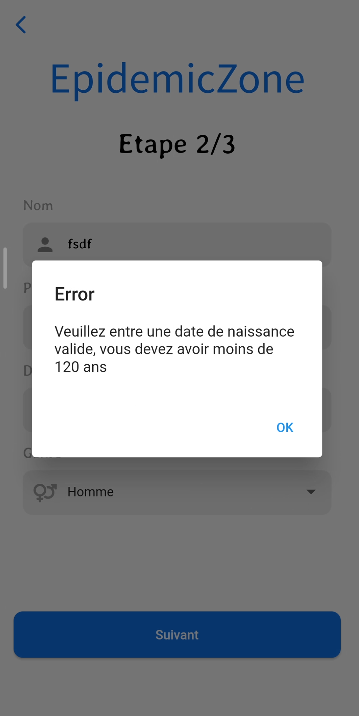 EpidemicZone
Etape 2/3
Nom
fsdf
Error
Veuillez entre une date de naissance
valide, vous devez avoir moins de
120 ans
OK
Homme
Suivant